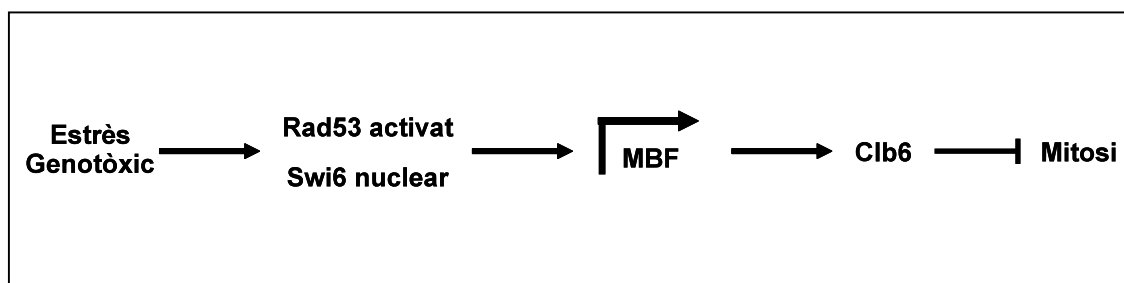 Estrès
Genotòxic
Rad53 activat
Swi6 nuclear
MBF
Clb6
Mitosi